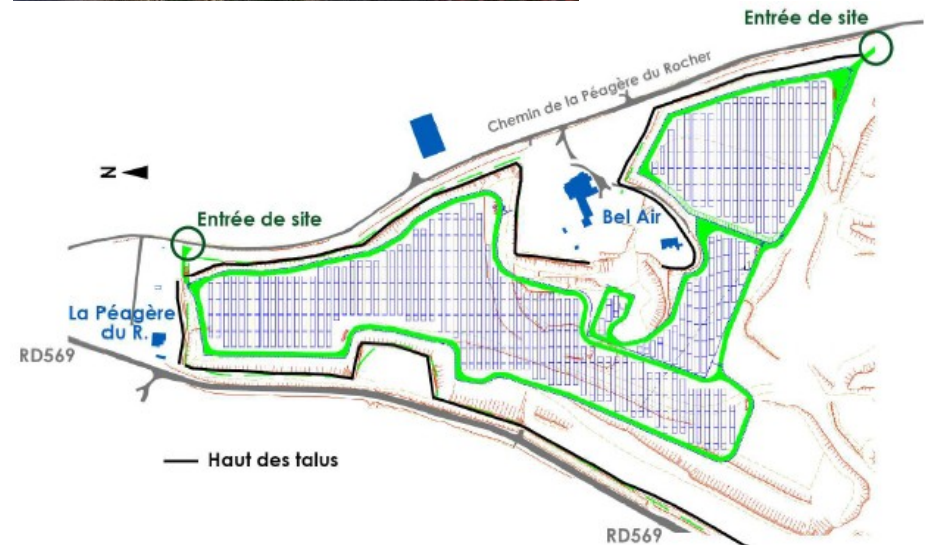 Entrée de site
Chemin de la Péagère du Rocher
N
Entrée de site
Bel Air
La Péagère
du R.
RD569
Haut des talus
RD569